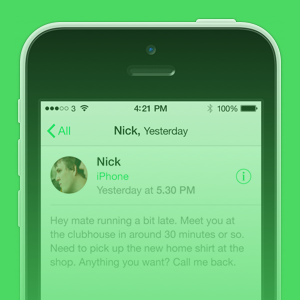 3 4:21 PM 100%
All Nick, Yesterday
Nick
iPhone
Yesterday at 5.30 PM
Hey mate running a bit late. Meet you at
the clubhouse in around 30 minutes or so.
Need to pick up the new home shirt at the
shop. Anything you want? Call me back.